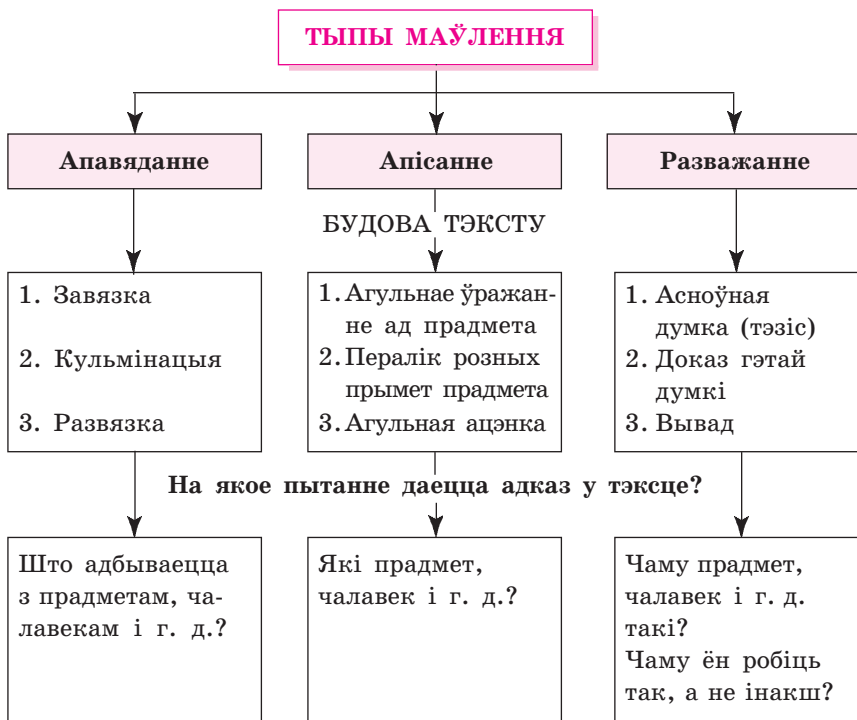 ТЫПЫ МАЎЛЕННЯ
Апавяданне
Апісанне
Разважанне
БУДОВА ТЭКСТУ
1. Завязка
2. Кульмінацыя
3. Развязка
1. Агульнае ўражан-
не ад прадмета
2. Пералік розных
прымет прадмета
3. Агульная ацэнка
1. Асноўная
думка (тэзіс)
2. Доказ гэтай
думкі
3. Вывад
На якое пытанне даецца адказ у тэксце?
Што адбываецца
з прадметам, ча-
лавекам і г. д.?
Які прадмет,
чалавек і г. д.?
Чаму прадмет,
чалавек і г. д.
такі?
Чаму ён робіць
так, а не інакш?